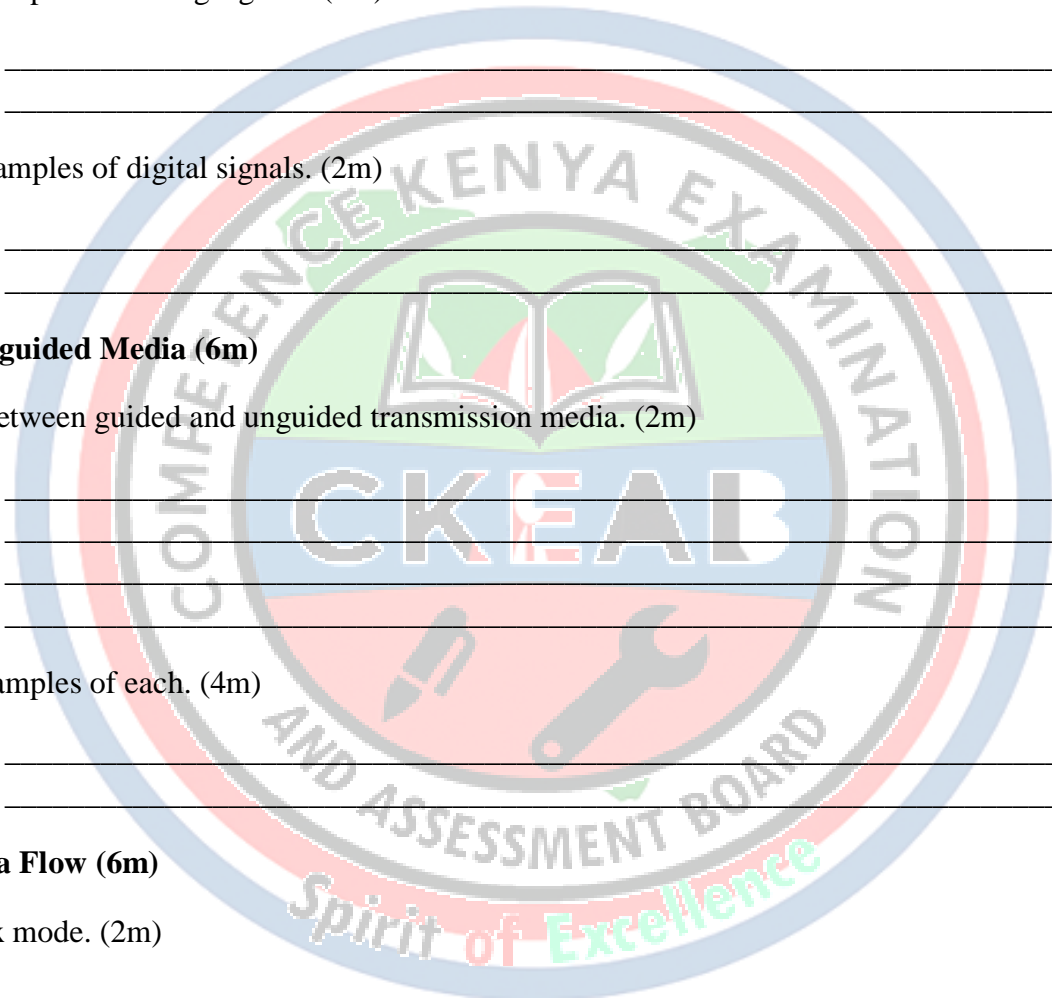 amples of digital signals. (2m)
guided Media (6m)
etween guided and unguided transmission media. (2m)
amples of each. (4m)
a Flow (6m)
x mode. (2m)
COMPETENCE KENYA EXAMINATION
CKEAB
AND ASSESSMENT BOARD
Spirit of Excellence